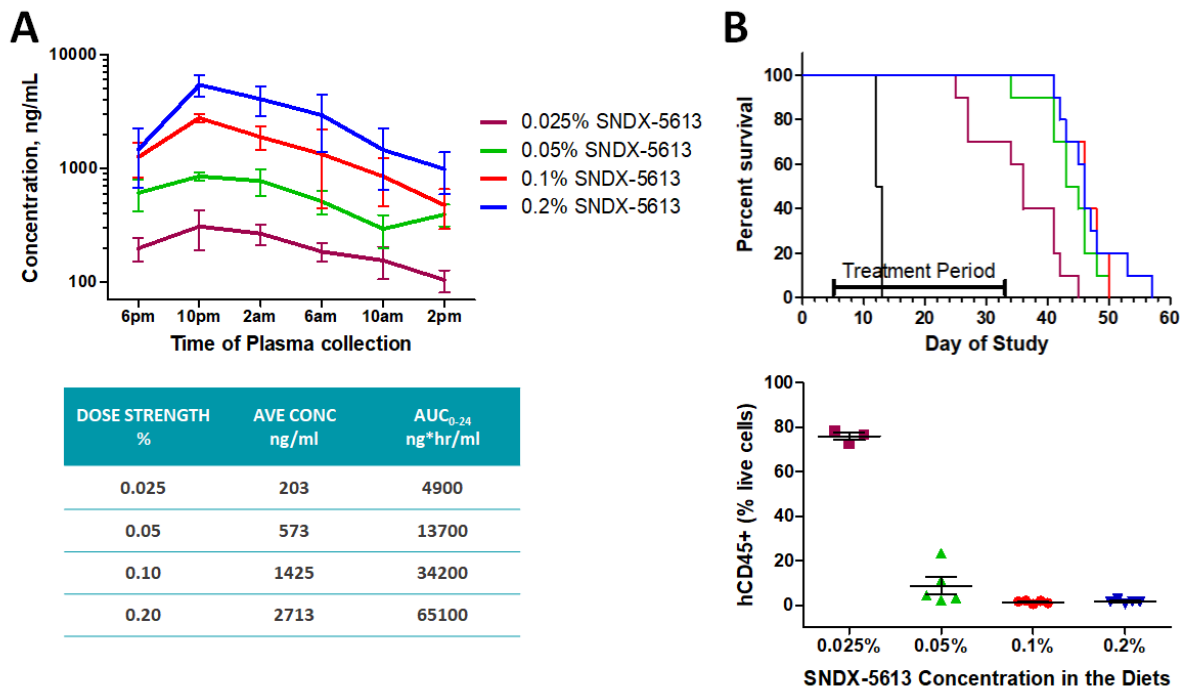 A
Concentration, ng/mL
10000
1000
100
6pm 10pm 2am 6am 10am 2pm
Time of Plasma collection
0.025% SNDX-5613
0.05% SNDX-5613
0.1% SNDX-5613
0.2% SNDX-5613
DOSE STRENGTH AVE CONC AUC0-24
% ng/ml ng*hr/ml
0.025 203 4900
0.05 573 13700
0.10 1425 34200
0.20 2713 65100
B
Percent survival
100
80
60
40
20
0
Treatment Period
0 10 20 30 40 50 60
Day of Study
hCD45+ (% live cells)
100
80
60
40
20
0
0.025% 0.05% 0.1% 0.2%
SNDX-5613 Concentration in the Diets